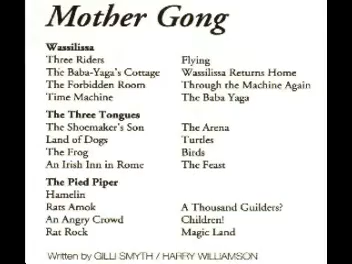 Mother Gong
Wassilissa
Three Riders
The Baba-Yaga's Cottage
The Forbidden Room
Time Machine
Flying
Wassilissa Returns Home
Through the Machine Again
The Baba Yaga
The Three Tongues
The Shoemaker's Son
Land of Dogs
The Frog
An Irish Inn in Rome
The Arena
Turtles
Birds
The Feast
The Pied Piper
Hamelin
Rats Amok
An Angry Crowd
Rat Rock
A Thousand Guilders?
Children!
Magic Land
Written by GILLI SMYTH / HARRY WILLIAMSON